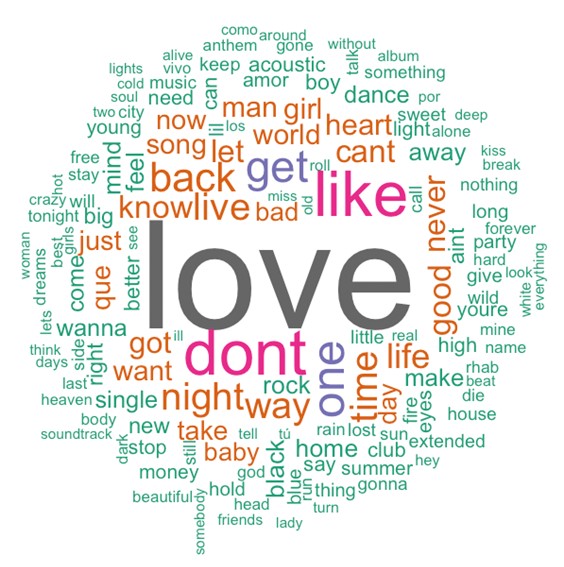 como around
anthem gone without
alive talk album
lights vivo keep acoustic something
cold music can amor boy por
soul need dance
two city man girl sweet deep
young now lil los world heart light alone
free mind song let cant away kiss
stay feel back get roll like call break
crazy hot will know live bad miss old nothing
tonight big never long
woman best girls just see aint party forever
dreams come que better love good hard look
lets give wild white everything
wanna youre mine
think side right got ill dont one little real high name
days want time life rhab
last rock make beat
heaven single night way day die
body fire eyes house
soundtrack new take tell tú rain lost sun extended
dark stop still baby black home club hey
money god blue say summer
beautiful hold run thing gonna
somebody head turn
friends lady